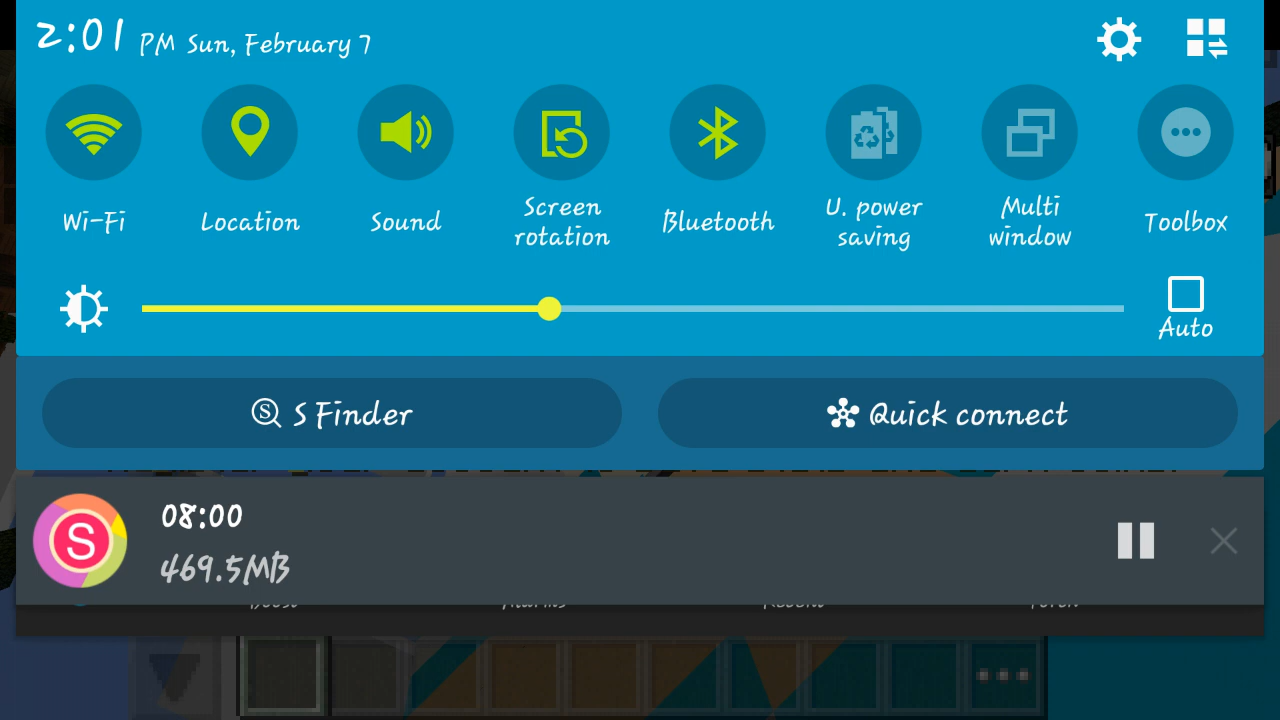 2:01 PM Sun, February 7
Wi-Fi
Location
Sound
Screen
rotation
Bluetooth
U. power
saving
Multi
window
Toolbox
Auto
S Finder
Quick connect
S
08:00
469.5MB